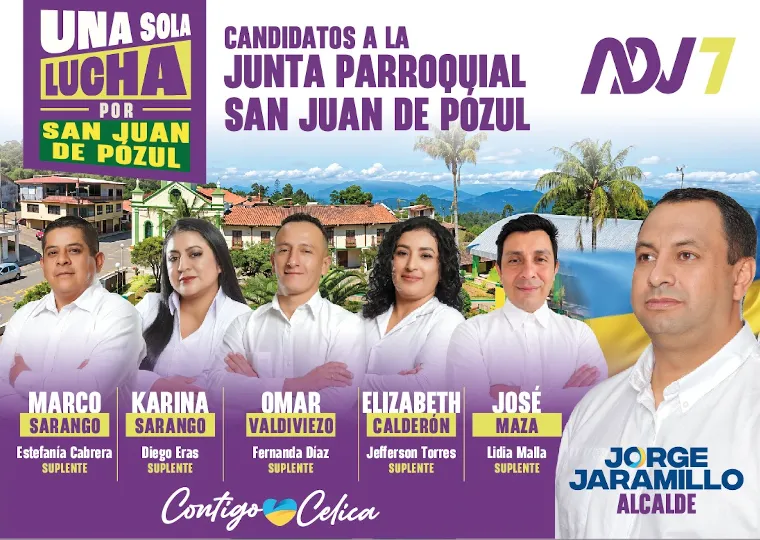 UNA SOLA
LUCHA
POR
SAN JUAN
DE PÓZUL
CANDIDATOS A LA
JUNTA PARROQUIAL
SAN JUAN DE PÓZUL
ADJ7
MARCO
SARANGO
Estefanía Cabrera
SUPLENTE
KARINA
SARANGO
Diego Eras
SUPLENTE
OMAR
VALDIVIEZO
Fernanda Díaz
SUPLENTE
ELIZABETH
CALDERÓN
Jefferson Torres
SUPLENTE
JOSÉ
MAZA
Lidia Malla
SUPLENTE
JORGE
JARAMILLO
ALCALDE
Contigo Celica